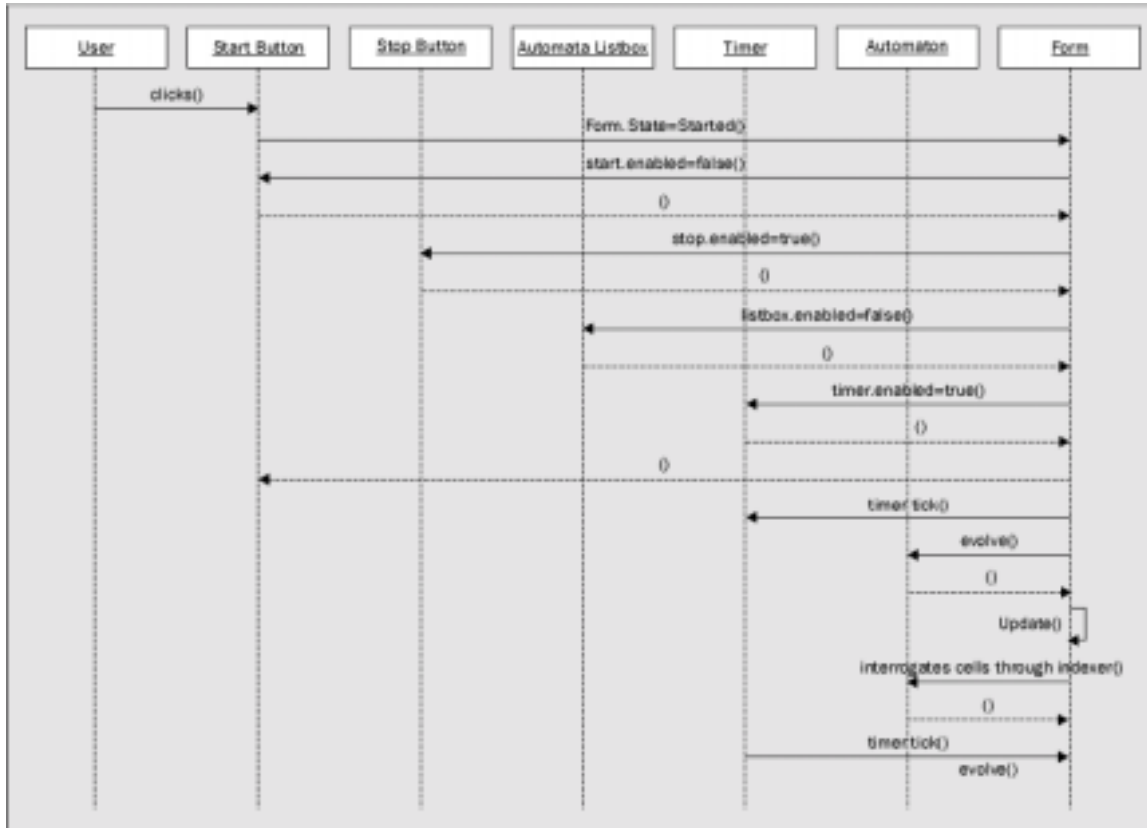 User
Start Button
Stop Button
Automata Listbox
Timer
Automaton
Form
clicks()
Form.State=Started()
start.enabled=false()
()
stop.enabled=true()
()
listbox.enabled=false()
()
timer.enabled=true()
()
()
timer.tick()
evolve()
()
Update()
interrogates cells through indexer()
()
timer.tick()
evolve()